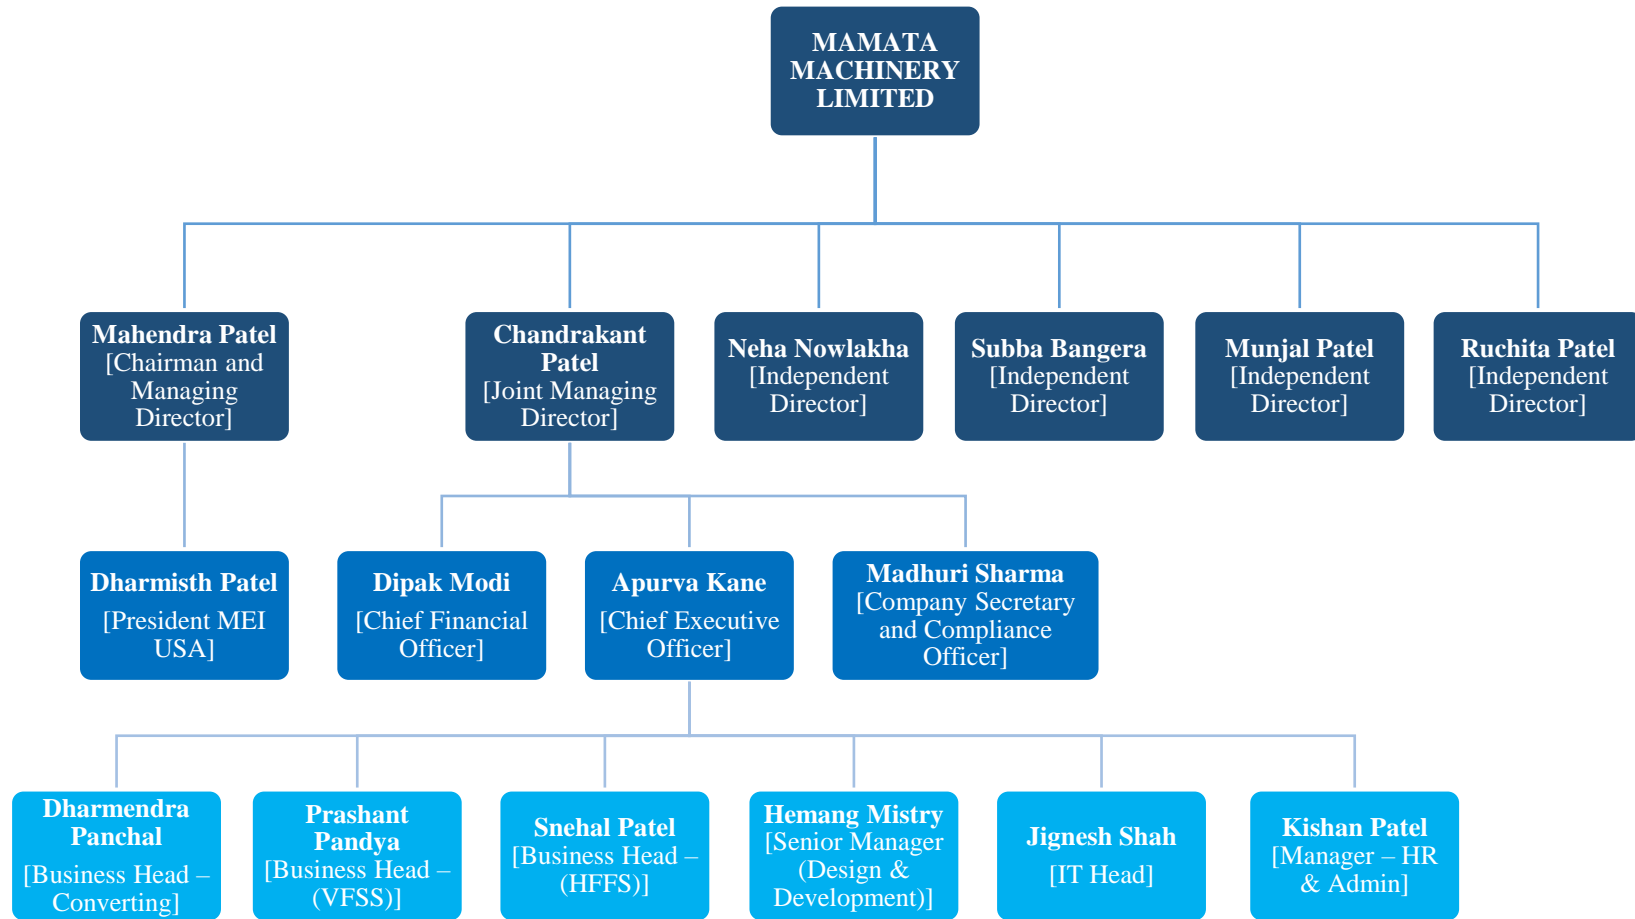 MAMATA
MACHINERY
LIMITED
Mahendra Patel
[Chairman and
Managing
Director]
Chandrakant
Patel
[Joint Managing
Director]
Neha Nowlakha
[Independent
Director]
Subba Bangera
[Independent
Director]
Munjal Patel
[Independent
Director]
Ruchita Patel
[Independent
Director]
Dharmisth Patel
[President MEI
USA]
Dipak Modi
[Chief Financial
Officer]
Apurva Kane
[Chief Executive
Officer]
Madhuri Sharma
[Company Secretary
and Compliance
Officer]
Dharmendra
Panchal
[Business Head –
Converting]
Prashant
Pandya
[Business Head –
(VFSS)]
Snehal Patel
[Business Head –
(HFFS)]
Hemang Mistry
[Senior Manager
(Design &
Development)]
Jignesh Shah
[IT Head]
Kishan Patel
[Manager – HR
& Admin]